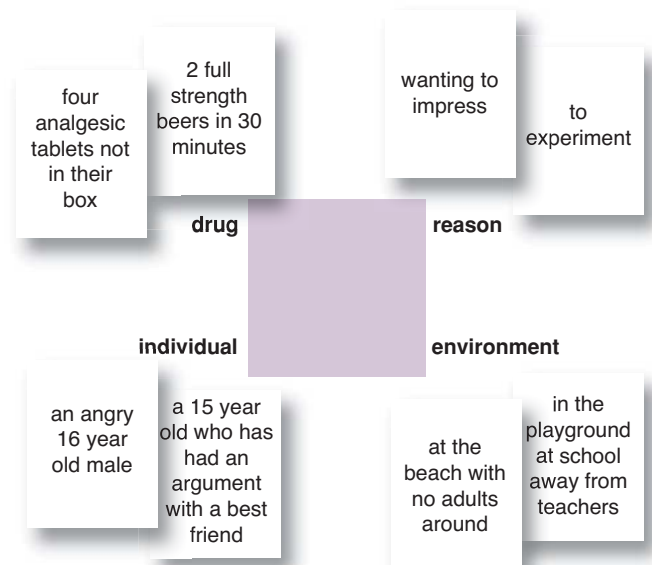 four
analgesic
tablets not
in their
box
2 full
strength
beers in 30
minutes
wanting to
impress
to
experiment
drug
reason
individual
environment
an angry
16 year
old male
a 15 year
old who has
had an
argument
with a best
friend
at the
beach with
no adults
around
in the
playground
at school
away from
teachers